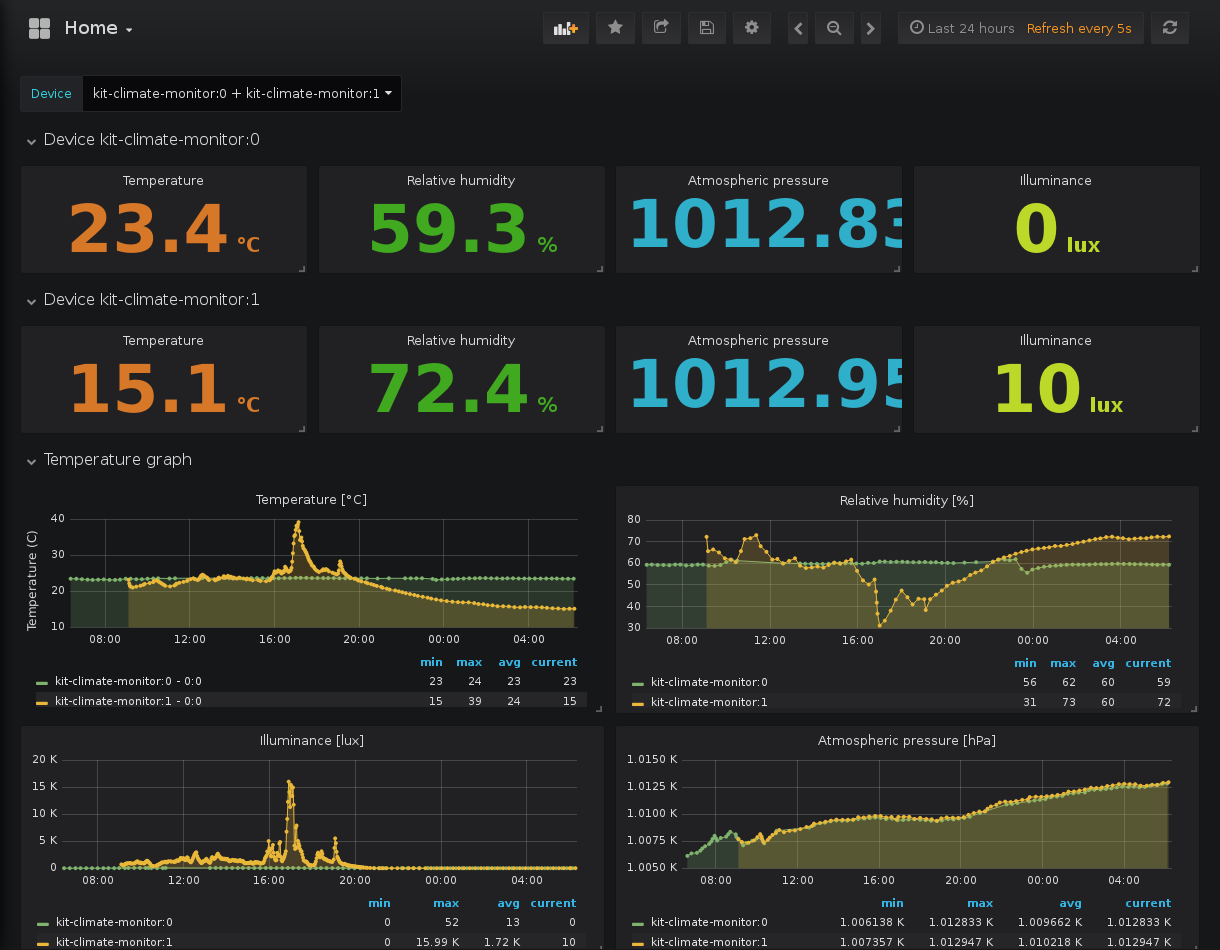 Home
Last 24 hours Refresh every 5s
Device kit-climate-monitor:0 + kit-climate-monitor:1
Device kit-climate-monitor:0
Temperature Relative humidity Atmospheric pressure Illuminance
23.4 °C 59.3 % 1012.83 0 lux
Device kit-climate-monitor:1
Temperature Relative humidity Atmospheric pressure Illuminance
15.1 °C 72.4 % 1012.95 10 lux
Temperature graph
Temperature [°C]
Temperature (C)
40
30
20
10
08:00 12:00 16:00 20:00 00:00 04:00
min max avg current
kit-climate-monitor:0 - 0:0 23 24 23 23
kit-climate-monitor:1 - 0:0 15 39 24 15
Relative humidity [%]
80
70
60
50
40
30
08:00 12:00 16:00 20:00 00:00 04:00
min max avg current
kit-climate-monitor:0 56 62 60 59
kit-climate-monitor:1 31 73 60 72
Illuminance [lux]
20 K
15 K
10 K
5 K
0
08:00 12:00 16:00 20:00 00:00 04:00
min max avg current
kit-climate-monitor:0 0 52 13 0
kit-climate-monitor:1 0 15.99 K 1.72 K 10
Atmospheric pressure [hPa]
1.0150 K
1.0125 K
1.0100 K
1.0075 K
1.0050 K
08:00 12:00 16:00 20:00 00:00 04:00
min max avg current
kit-climate-monitor:0 1.006138 K 1.012833 K 1.009662 K 1.012833 K
kit-climate-monitor:1 1.007357 K 1.012947 K 1.010218 K 1.012947 K